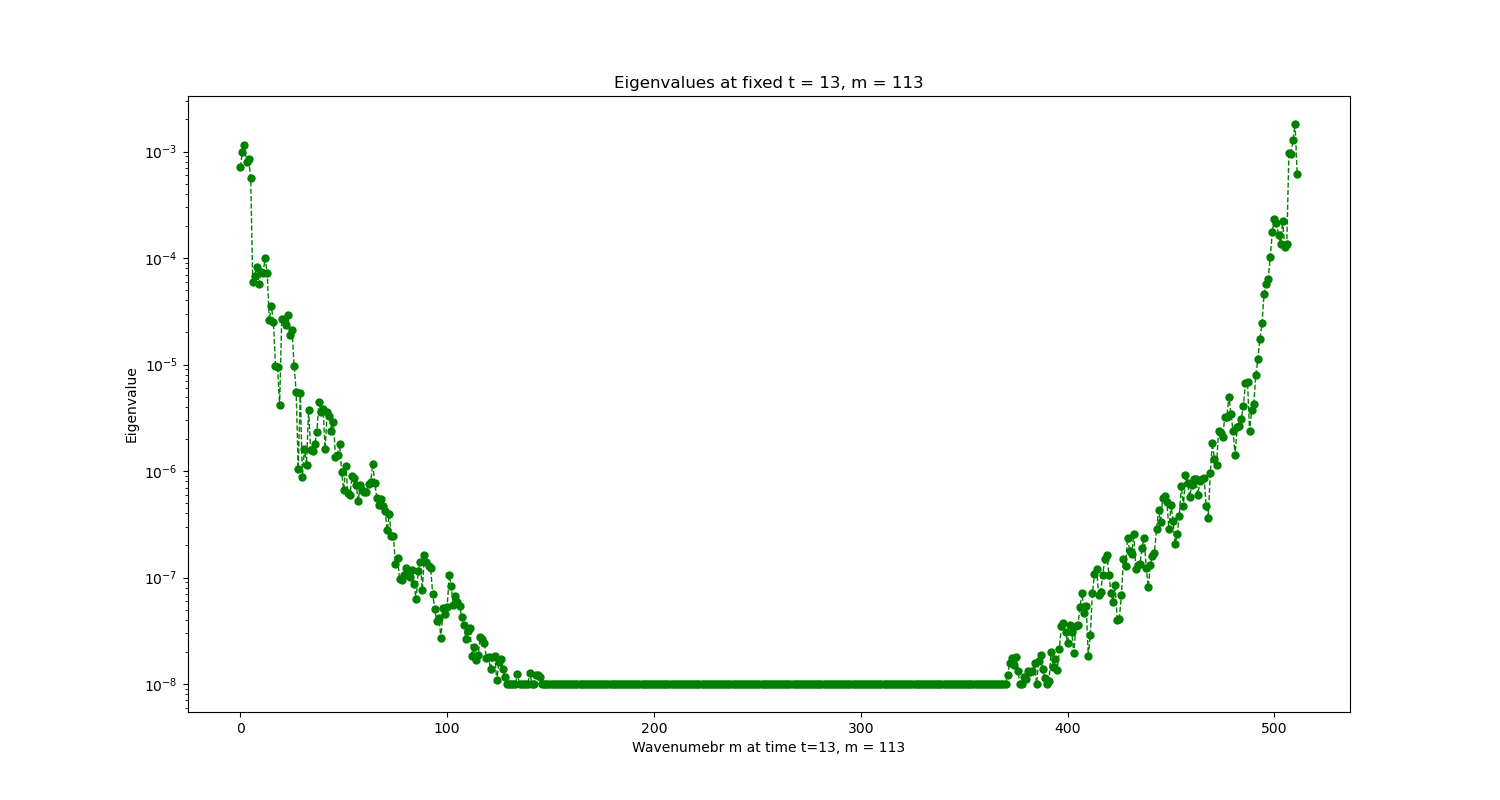 Eigenvalues at fixed t = 13, m = 113
10⁻³
10⁻⁴
10⁻⁵
10⁻⁶
10⁻⁷
10⁻⁸
Eigenvalue
0 100 200 300 400 500
Wavenumebr m at time t=13, m = 113